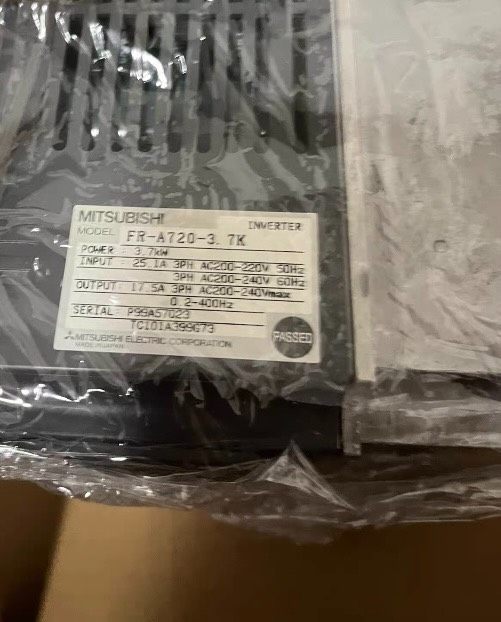 MITSUBISHI INVERTER
MODEL FR-A720-3.7K
POWER : 3.7kW
INPUT : 25.1A 3PH AC200-220V 50Hz
3PH AC200-240V 60Hz
OUTPUT: 17.5A 3PH AC200-240Vmax
0.2-400Hz
SERIAL: P99A57023
TC101A399G73
MITSUBISHI ELECTRIC CORPORATION
MADE IN JAPAN
PASSED